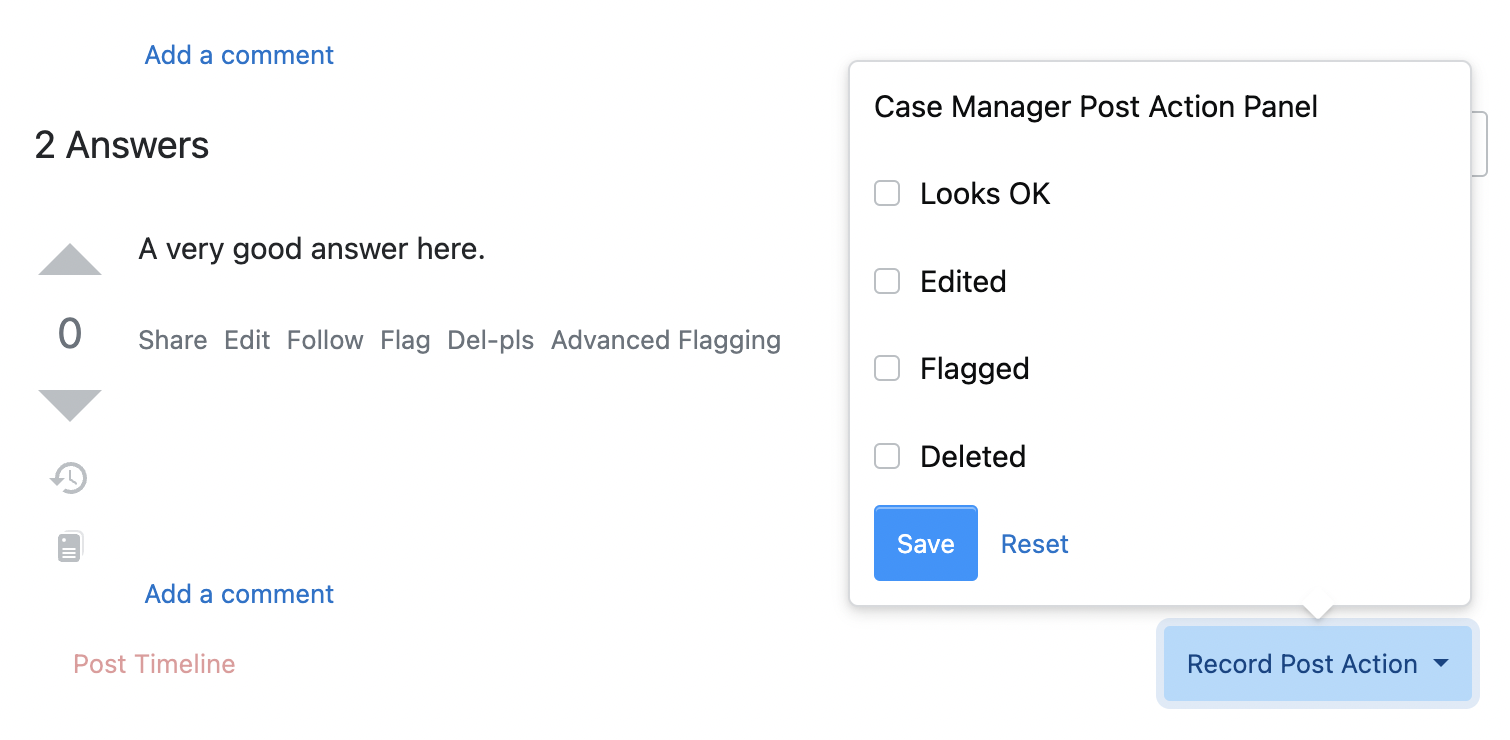 Add a comment
2 Answers
A very good answer here.
0
Share Edit Follow Flag Del-pls Advanced Flagging
Add a comment
Post Timeline
Case Manager Post Action Panel
Looks OK
Edited
Flagged
Deleted
Save Reset
Record Post Action